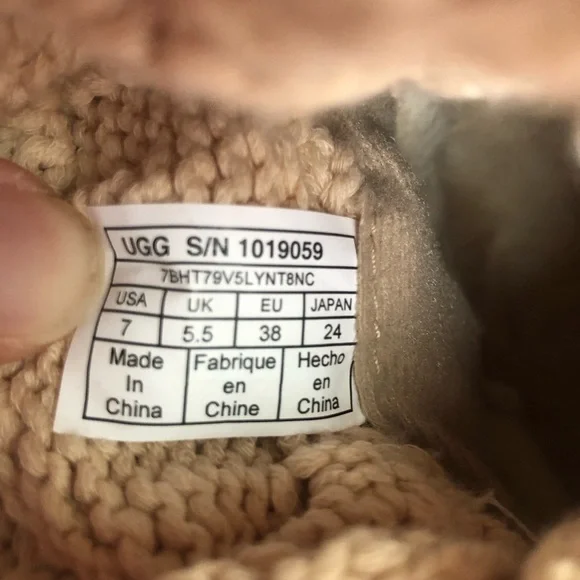 UGG S/N 1019059
7BHT79V5LYNT8NC
USA UK EU JAPAN
7 5.5 38 24
Made Fabrique Hecho
In en en
China Chine China